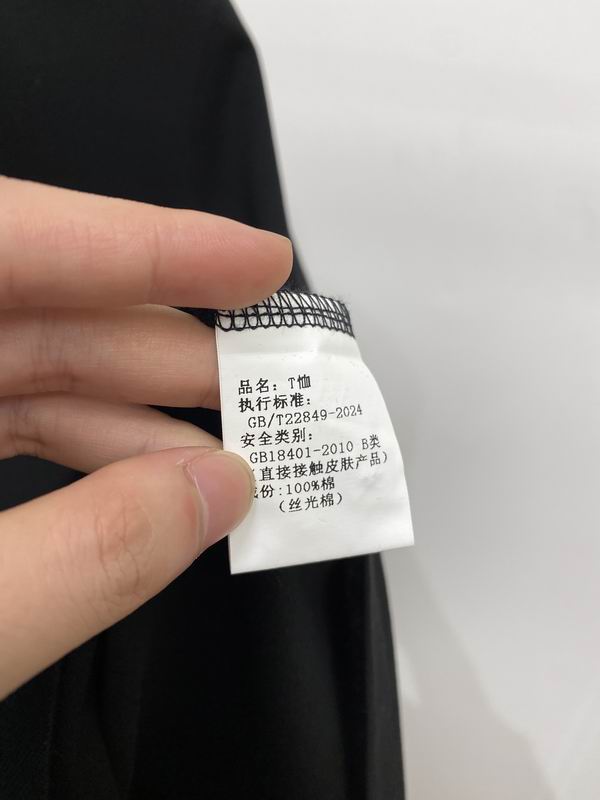 品名：T恤
执行标准：
GB/T22849-2024
安全类别：
GB18401-2010 B类
（直接接触皮肤产品）
份：100%棉
（丝光棉）